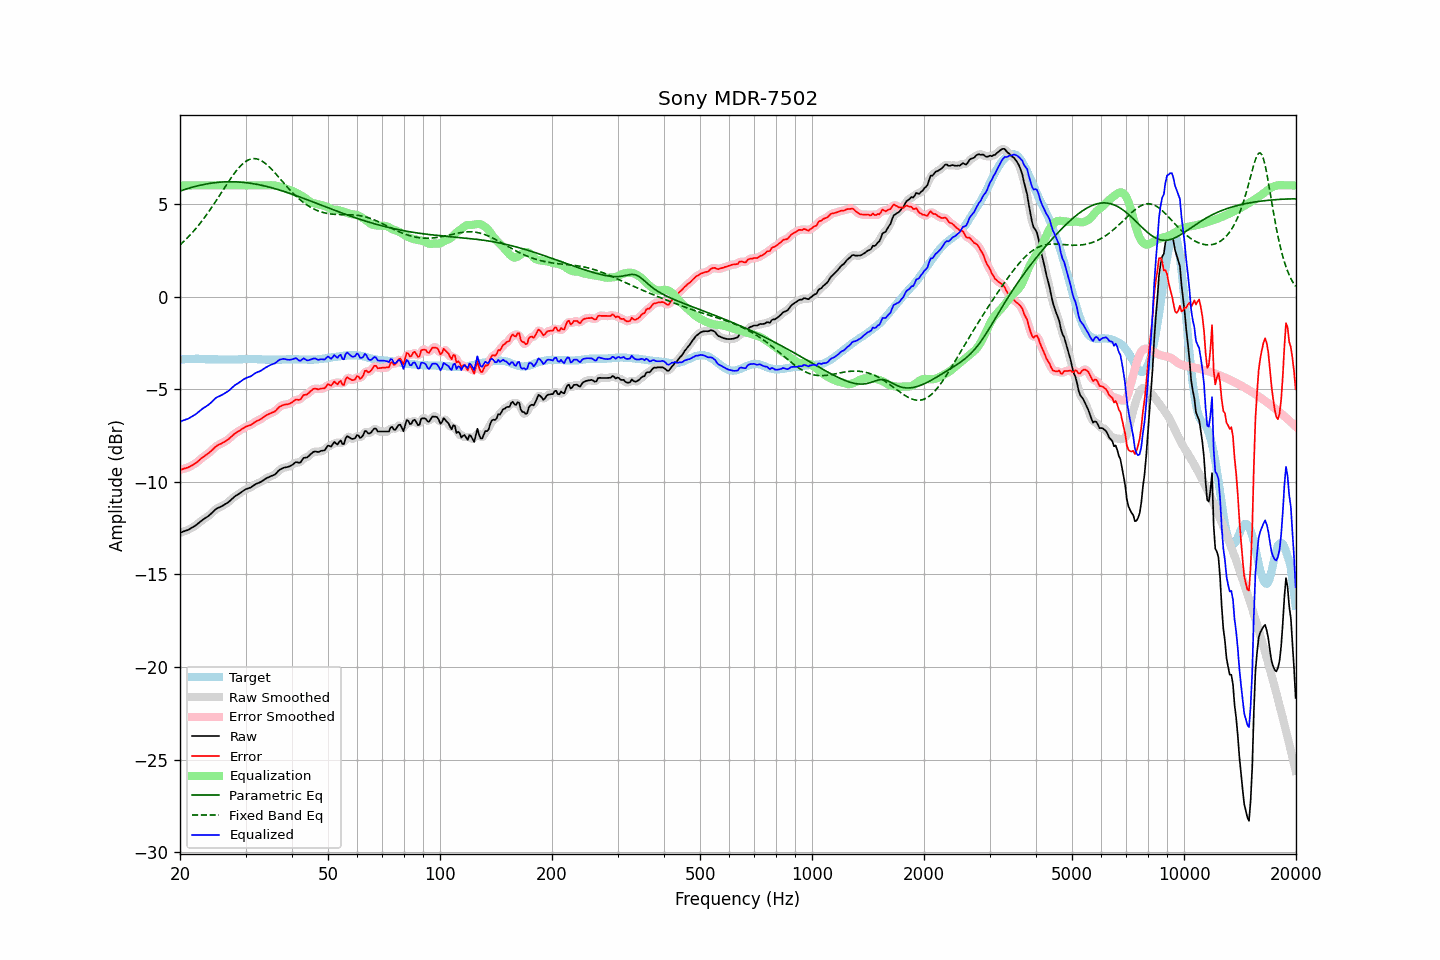 Sony MDR-7502
Amplitude (dBr)
5
0
−5
−10
−15
−20
−25
−30
Target
Raw Smoothed
Error Smoothed
Raw
Error
Equalization
Parametric Eq
Fixed Band Eq
Equalized
20 50 100 200 500 1000 2000 5000 10000 20000
Frequency (Hz)